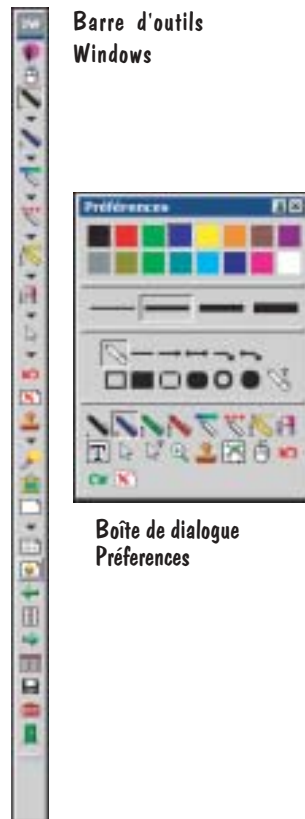 Barre d'outils
Windows
Préférences
Boîte de dialogue
Préferences